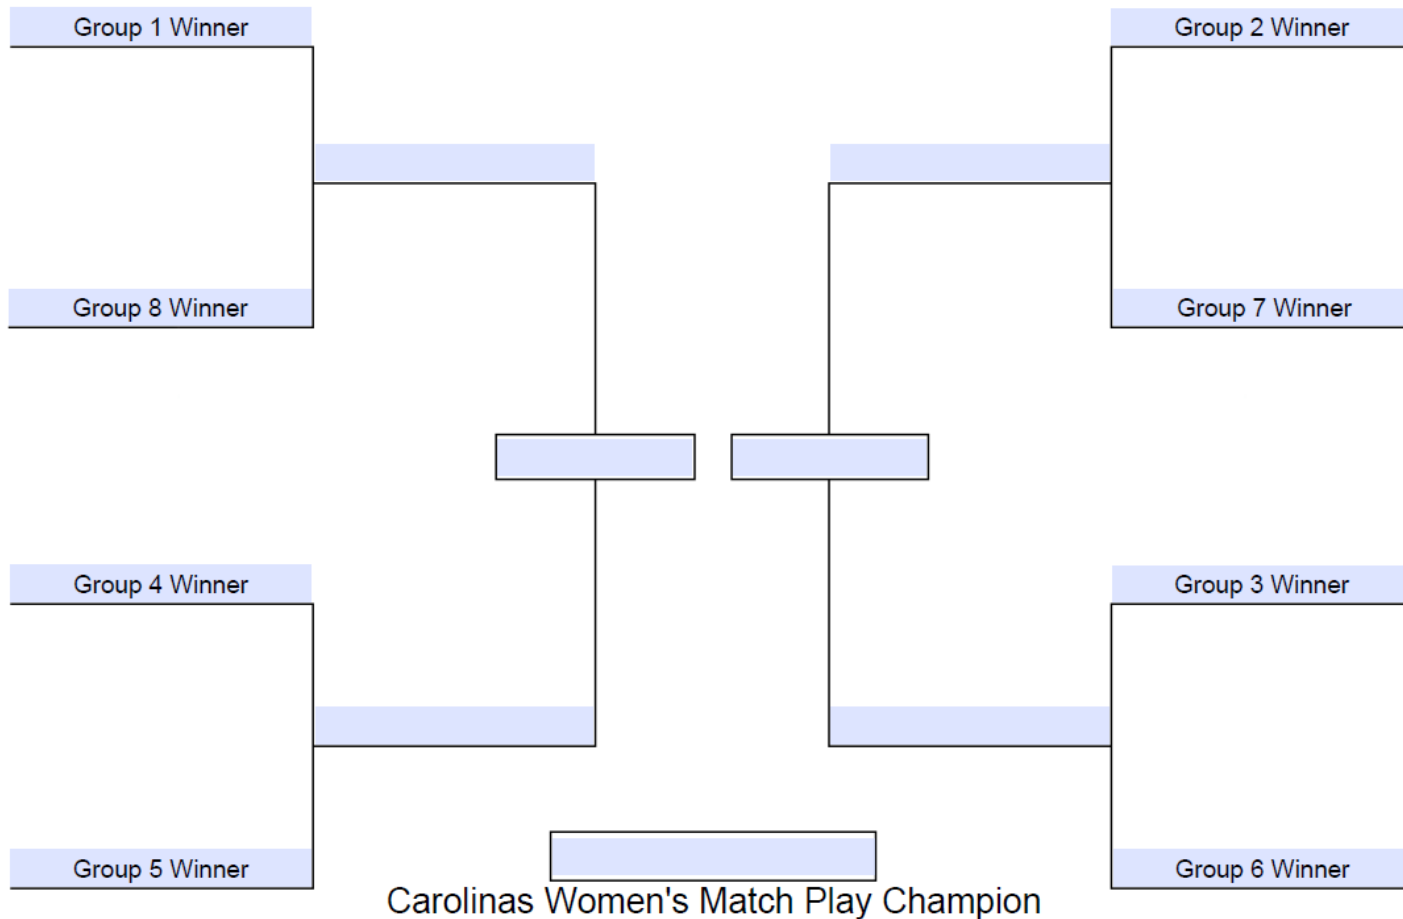 Group 1 Winner
Group 2 Winner
Group 8 Winner
Group 7 Winner
Group 4 Winner
Group 3 Winner
Group 5 Winner
Group 6 Winner
Carolinas Women's Match Play Champion